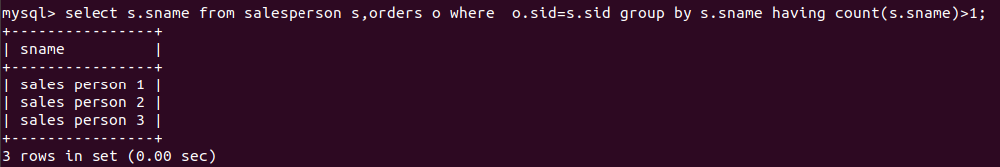 mysql> select s.sname from salesperson s,orders o where  o.sid=s.sid group by s.sname having count(s.sname)>1;
+----------------+
| sname          |
+----------------+
| sales person 1 |
| sales person 2 |
| sales person 3 |
+----------------+
3 rows in set (0.00 sec)